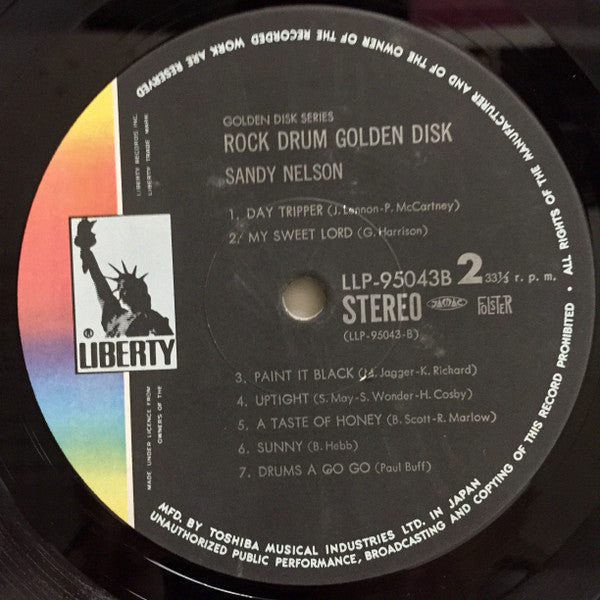 GOLDEN DISK SERIES
ROCK DRUM GOLDEN DISK
SANDY NELSON
1. DAY TRIPPER (J. Lennon-P. McCartney)
2. MY SWEET LORD (G. Harrison)
LLP-95043B 2 33⅓ r. p. m.
STEREO JASRAC
(LLP-95043-B)
® LIBERTY
3. PAINT IT BLACK (M. Jagger-K. Richard)
4. UPTIGHT (S. May-S. Wonder-H. Cosby)
5. A TASTE OF HONEY (B. Scott-R. Marlow)
6. SUNNY (B. Hebb)
7. DRUMS A GO GO (Paul Buff)
LIBERTY RECORDS INC.
LIBERTY TRADE MARK
MADE UNDER LICENCE FROM
OWNERS OF THE
MFD. BY TOSHIBA MUSICAL INDUSTRIES LTD. IN JAPAN
• ALL RIGHTS OF THE MANUFACTURER AND OF THE OWNER OF THE RECORDED WORK ARE RESERVED
UNAUTHORIZED PUBLIC PERFORMANCE, BROADCASTING AND COPYING OF THIS RECORD PROHIBITED